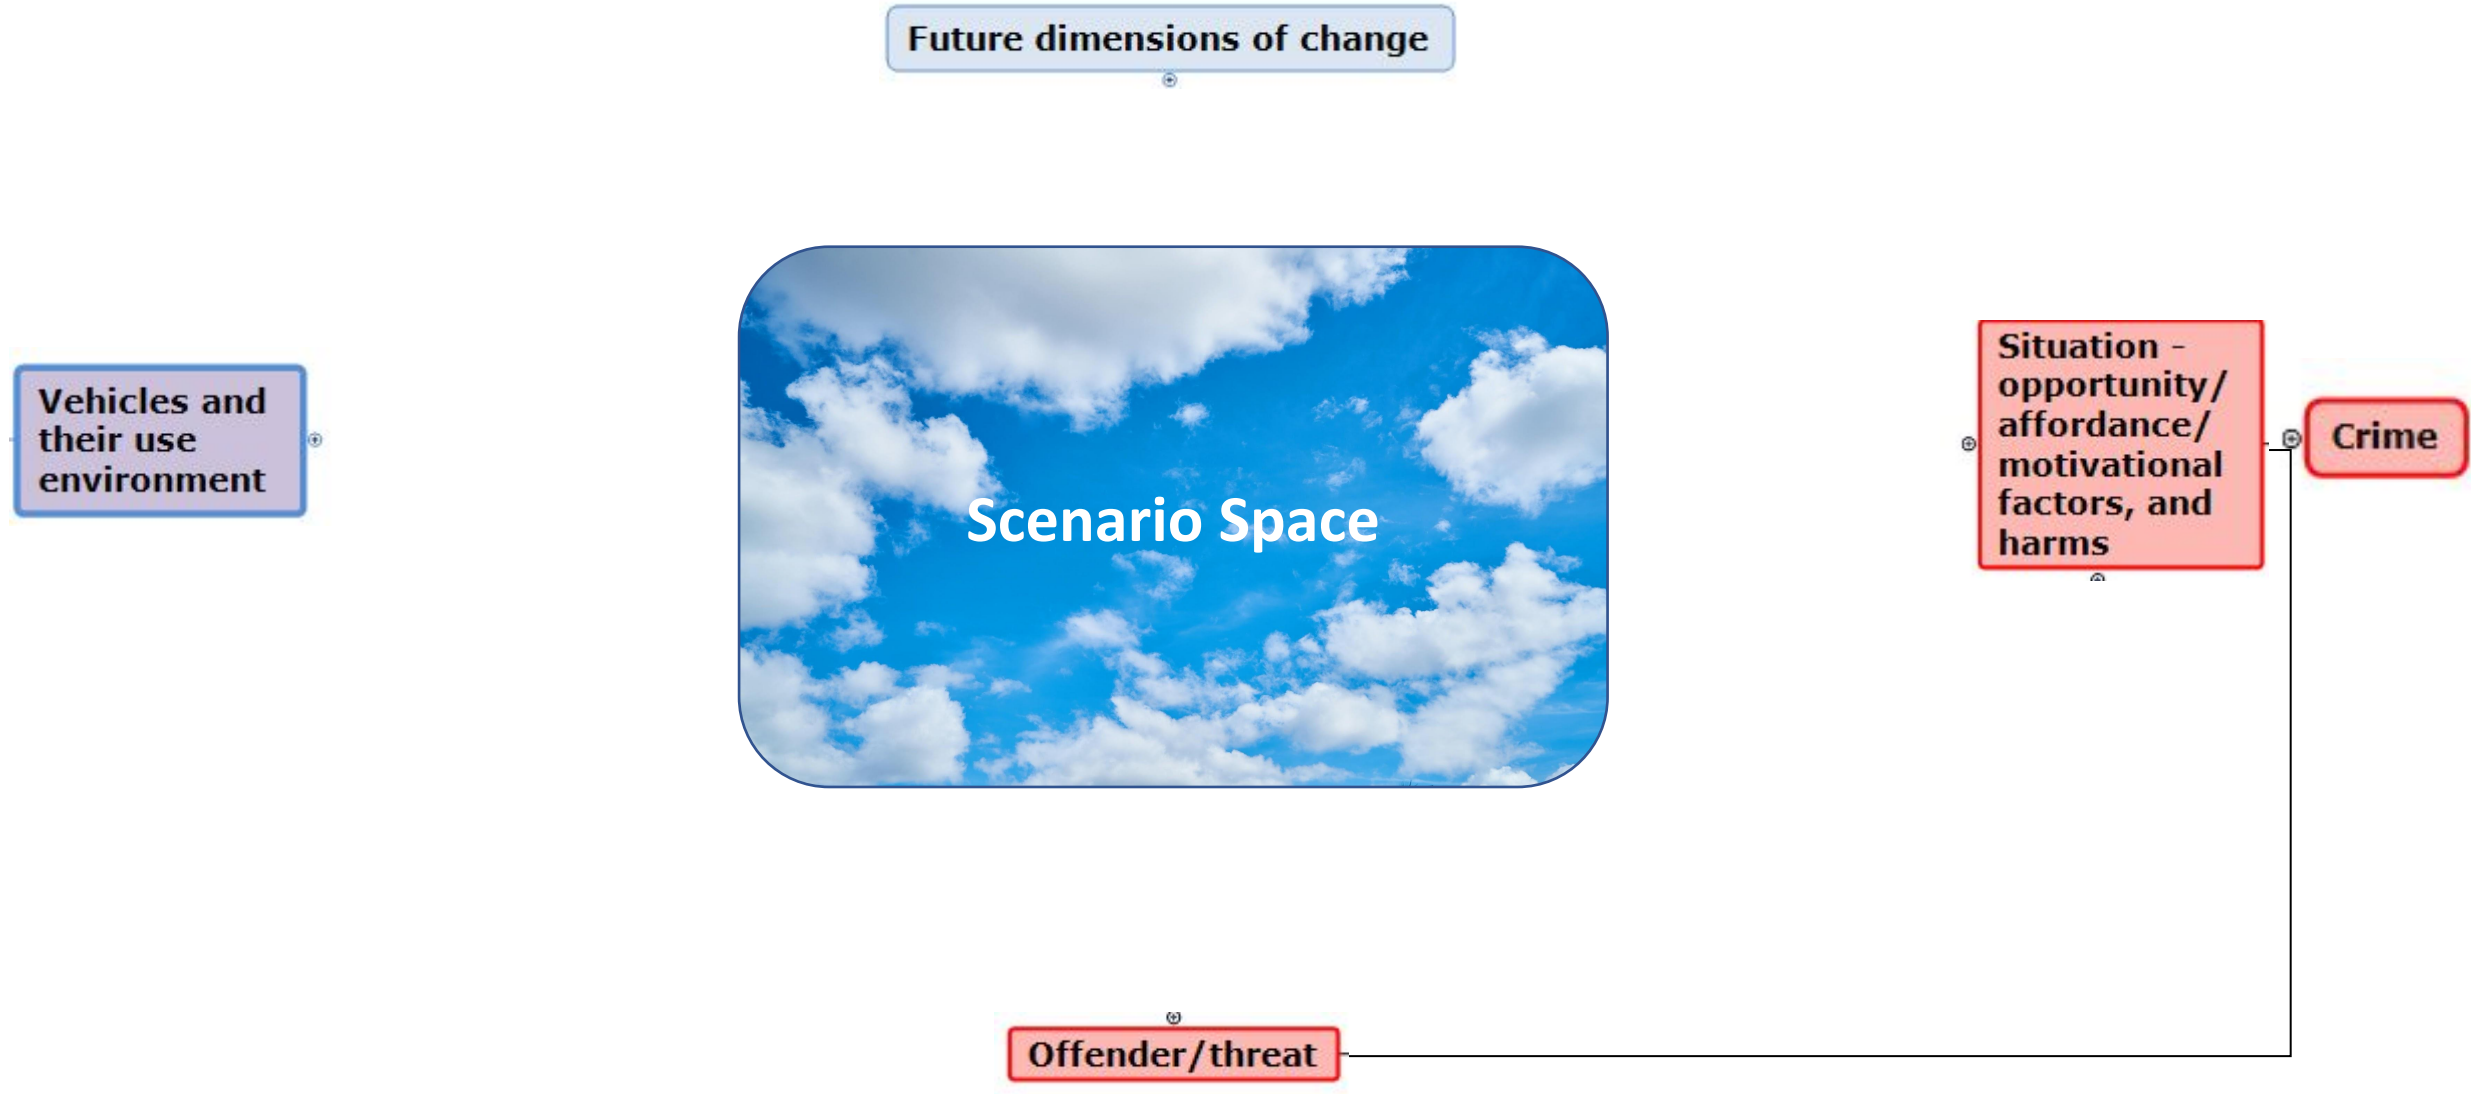 Future dimensions of change
Vehicles and
their use
environment
Scenario Space
Situation -
opportunity/
affordance/
motivational
factors, and
harms
Crime
Offender/threat